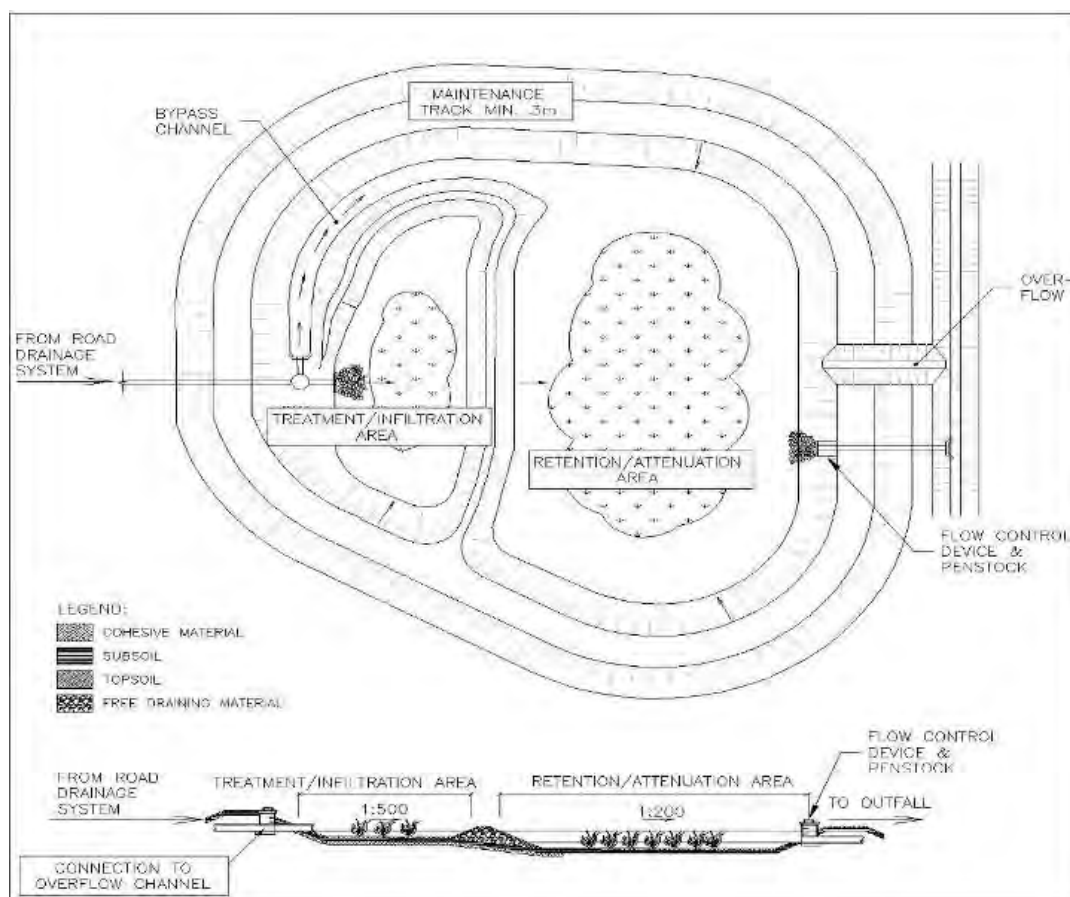 MAINTENANCE
TRACK MIN. 3m
BYPASS
CHANNEL
OVER-
FLOW
FROM ROAD
DRAINAGE
SYSTEM
TREATMENT/INFILTRATION
AREA
RETENTION/ATTENUATION
AREA
FLOW CONTROL
DEVICE &
PENSTOCK
LEGEND:
COHESIVE MATERIAL
SUBSOIL
TOPSOIL
FREE DRAINING MATERIAL
FLOW CONTROL
DEVICE &
PENSTOCK
FROM ROAD
DRAINAGE
SYSTEM
TREATMENT/INFILTRATION AREA
RETENTION/ATTENUATION AREA
1:500
1:200
TO OUTFALL
CONNECTION TO
OVERFLOW CHANNEL